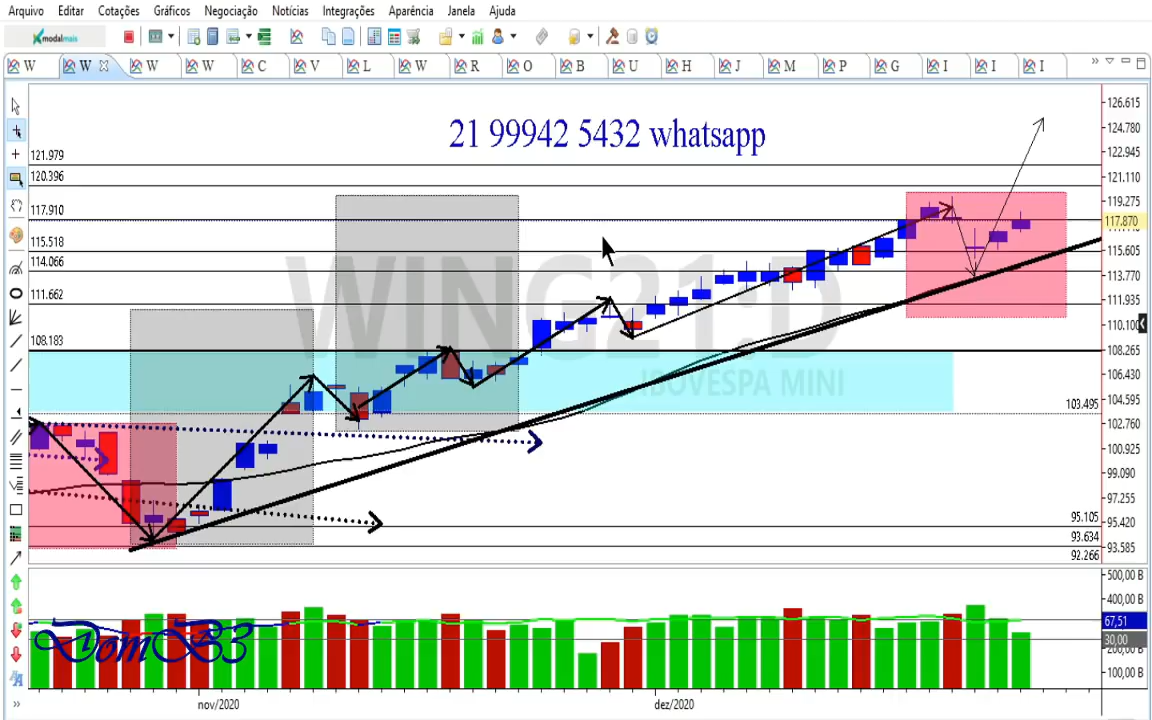 Arquivo Editar Cotações Gráficos Negociação Notícias Integrações Aparência Janela Ajuda
modalmais
W W W W C V L W R O B U H J M P G I I I
21 99942 5432 whatsapp
126.615
124.780
122.945
121.979
120.396
121.110
119.275
117.910
117.870
115.518
115.605
114.066
113.770
111.662
111.935
110.100
108.183
108.265
106.430
104.595
103.495
102.760
100.925
99.090
97.255
95.105
95.420
93.634
93.585
92.266
WING21:D
IBOVESPA MINI
500,00 B
400,00 B
67,51
30,00
200,00 B
100,00 B
DomB3
nov/2020 dez/2020